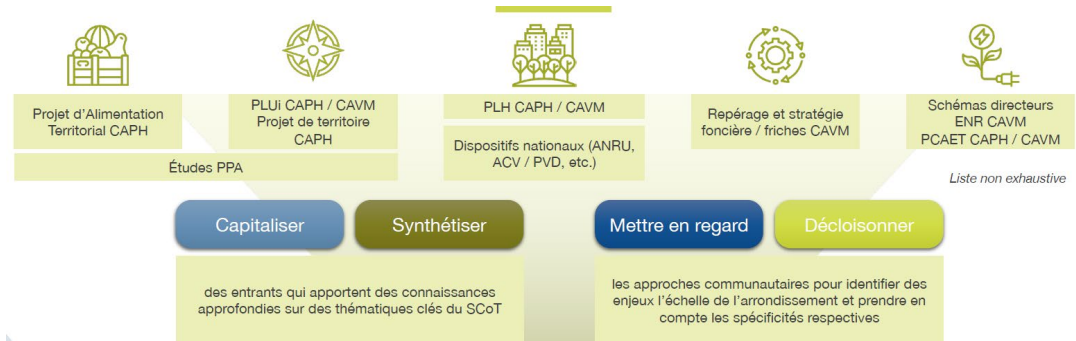 Projet d'Alimentation
Territorial CAPH
PLUi CAPH / CAVM
Projet de territoire
CAPH
Études PPA
PLH CAPH / CAVM
Dispositifs nationaux (ANRU,
ACV / PVD, etc.)
Repérage et stratégie
foncière / friches CAVM
Schémas directeurs
ENR CAVM
PCAET CAPH / CAVM
Liste non exhaustive
Capitaliser
Synthétiser
Mettre en regard
Décloisonner
des entrants qui apportent des connaissances
approfondies sur des thématiques clés du SCoT
les approches communautaires pour identifier des
enjeux l'échelle de l'arrondissement et prendre en
compte les spécificités respectives